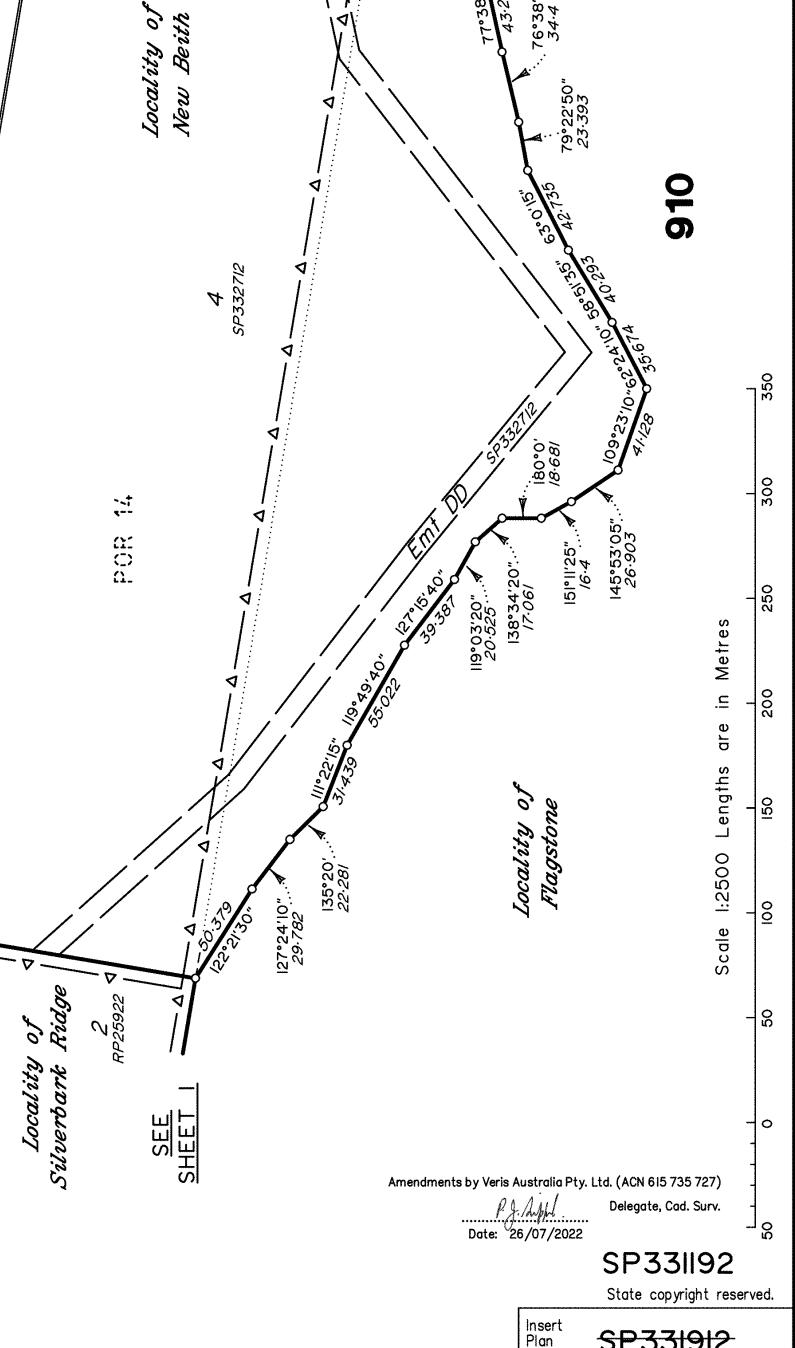 Locality of
New Beith
77°38
43·2
76°38'
34·4
79°22'50"
23·393
63°0'15"
42·735
58°51'35"
40·293
62°24'10"
35·674
109°23'10"
41·128
910
4
SP332712
POR 14
Emt DD
SP332712
180°0'
18·681
151°11'25"
16·4
145°53'05"
26·903
138°34'20"
17·061
119°03'20"
20·525
127°15'40"
39·387
119°49'40"
55·022
111°22'15"
31·439
135°20'
22·281
127°24'10"
29·782
122°21'30"
50·379
Locality of
Flagstone
Locality of
Silverbark Ridge
2
RP25922
SEE
SHEET 1
Scale 1:2500 Lengths are in Metres
50 0 50 100 150 200 250 300 350
Amendments by Veris Australia Pty. Ltd. (ACN 615 735 727)
Delegate, Cad. Surv.
Date: 26/07/2022
SP331192
State copyright reserved.
Insert
Plan
SP331912